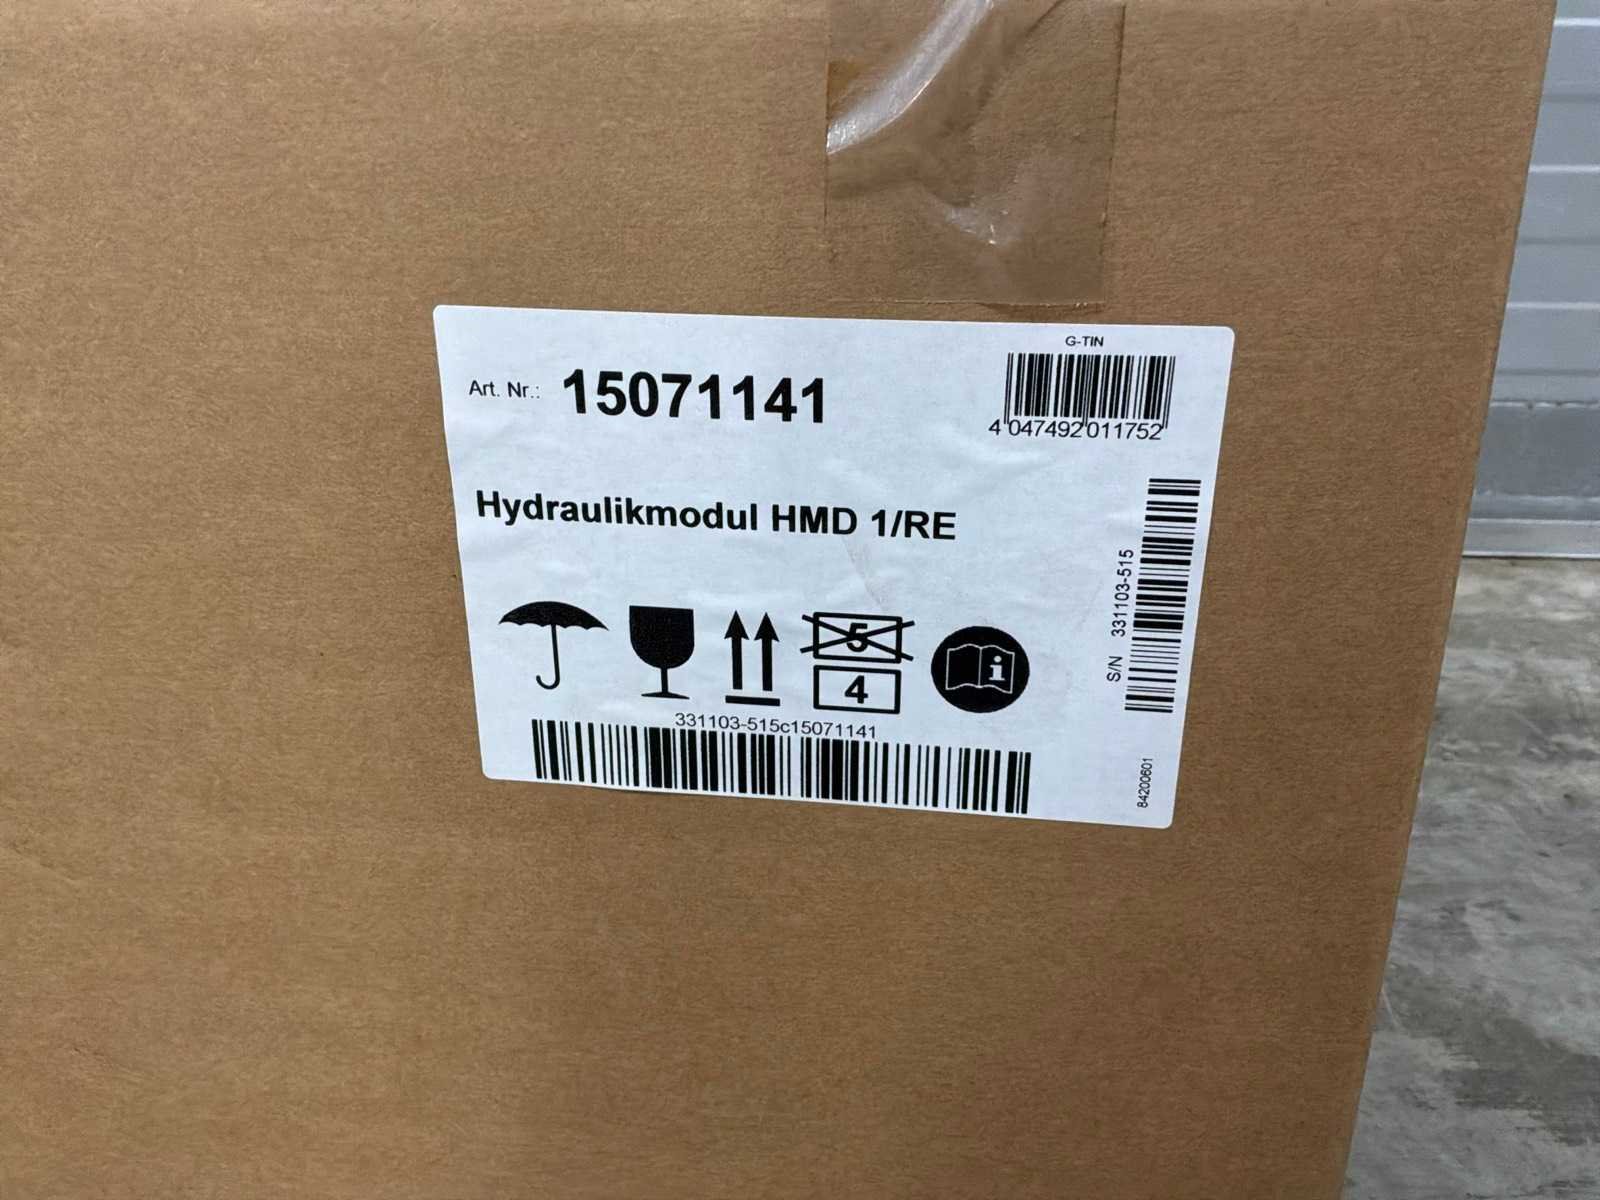 G-TIN
Art. Nr.: 15071141
4 047492 011752
Hydraulikmodul HMD 1/RE
S/N 331103-515
5
4
i
331103-515c15071141
84200601